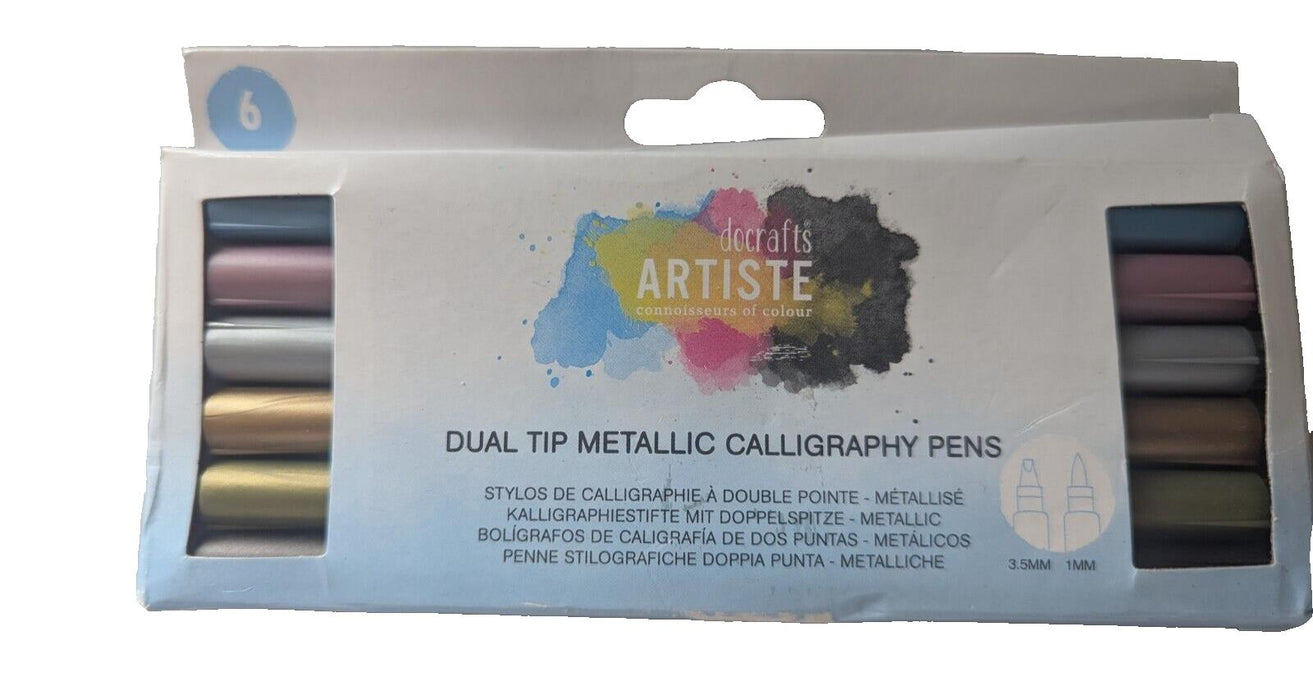 6
docrafts
ARTISTE
connoisseurs of colour
DUAL TIP METALLIC CALLIGRAPHY PENS
STYLOS DE CALLIGRAPHIE À DOUBLE POINTE - MÉTALLISÉ
KALLIGRAPHIESTIFTE MIT DOPPELSPITZE - METALLIC
BOLÍGRAFOS DE CALIGRAFÍA DE DOS PUNTAS - METÁLICOS
PENNE STILOGRAFICHE DOPPIA PUNTA - METALLICHE
3.5MM 1MM